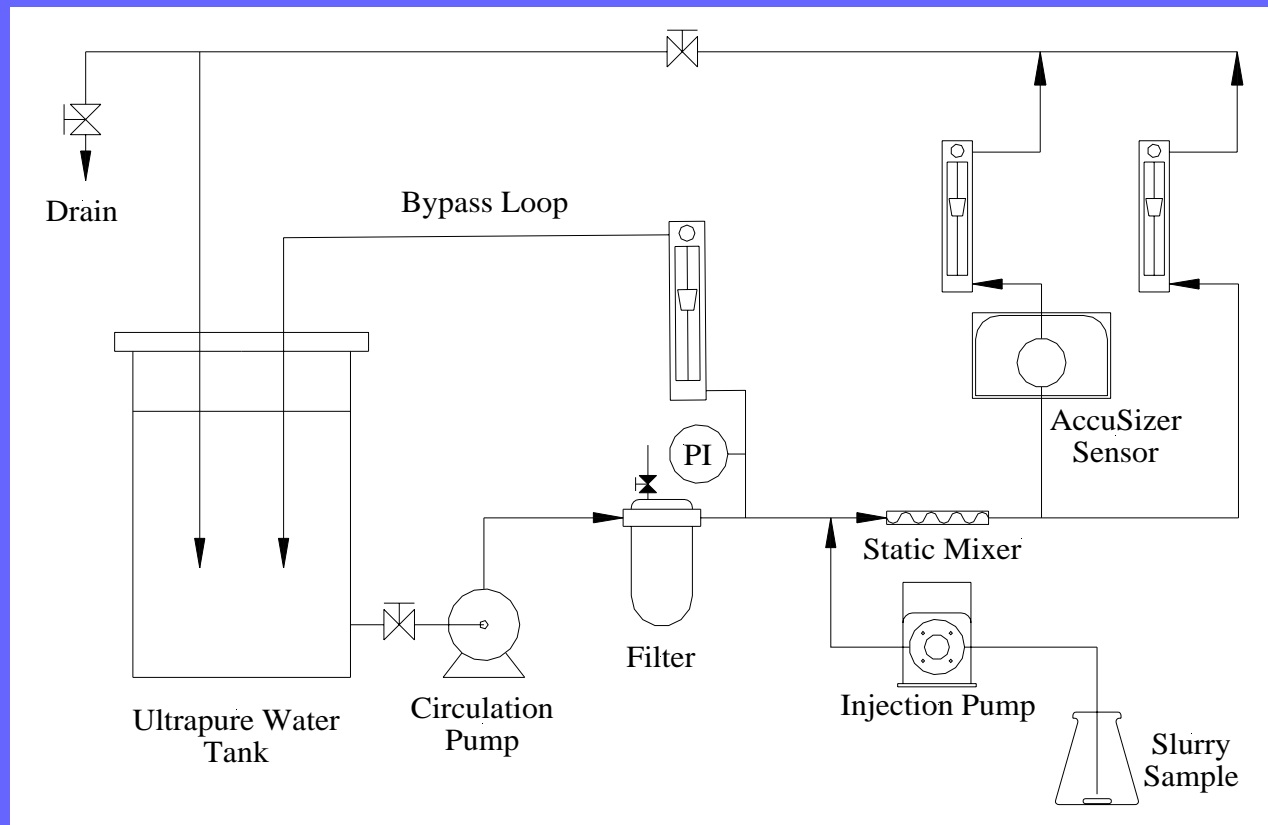 Drain
Bypass Loop
AccuSizer
Sensor
PI
Static Mixer
Filter
Injection Pump
Circulation
Pump
Ultrapure Water
Tank
Slurry
Sample